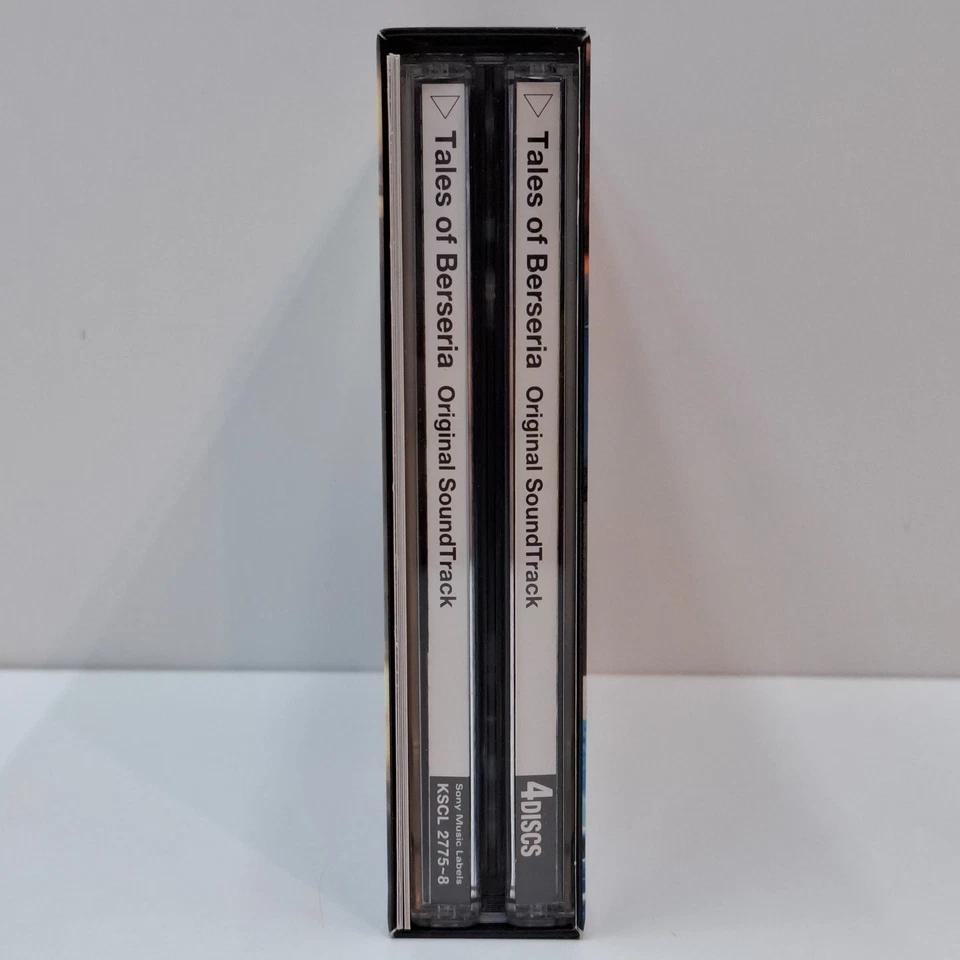 Tales of Berseria Original SoundTrack
4DISCS
Tales of Berseria Original SoundTrack
Sony Music Labels
KSCL 2775~8